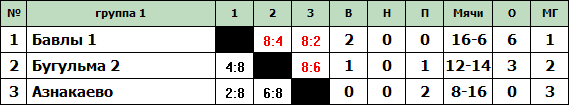 № группа 1 1 2 3 В Н П Мячи О МГ
1 Бавлы 1 8:4 8:2 2 0 0 16-6 6 1
2 Бугульма 2 4:8 8:6 1 0 1 12-14 3 2
3 Азнакаево 2:8 6:8 0 0 2 8-16 0 3